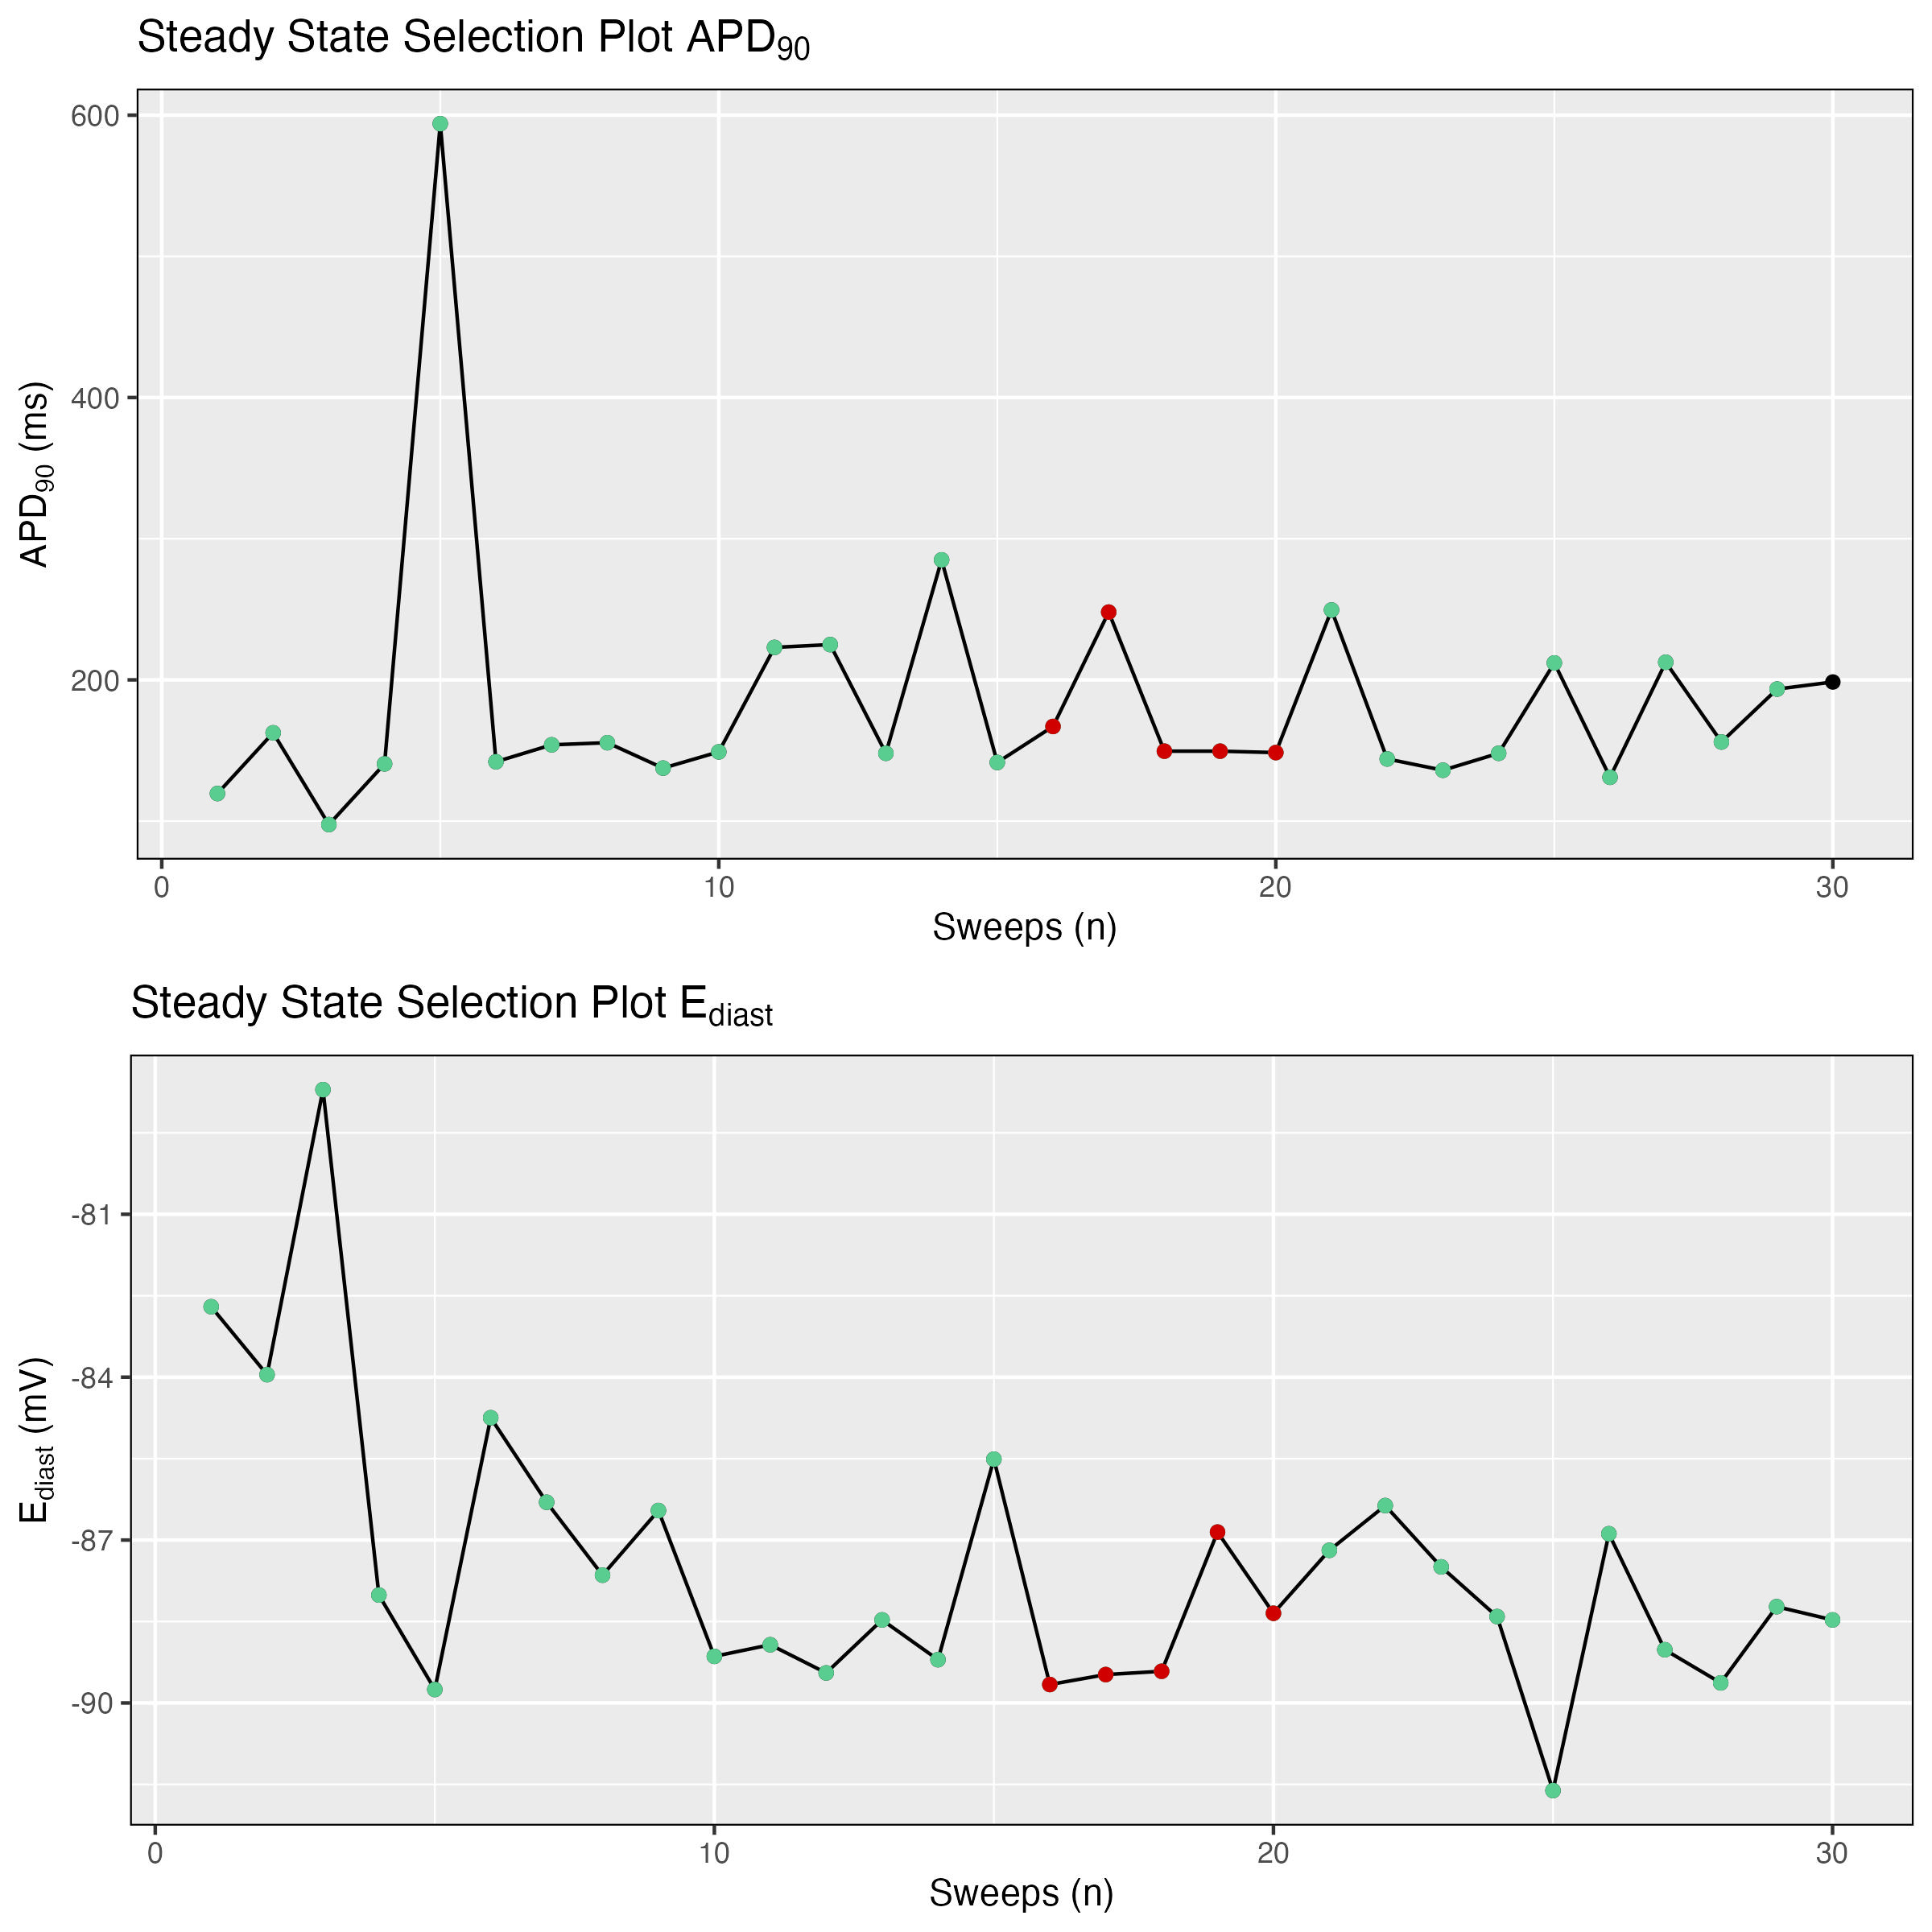 Steady State Selection Plot APD90
600
400
200
APD90 (ms)
0 10 20 30
Sweeps (n)
Steady State Selection Plot Ediast
-81
-84
-87
-90
Ediast (mV)
0 10 20 30
Sweeps (n)